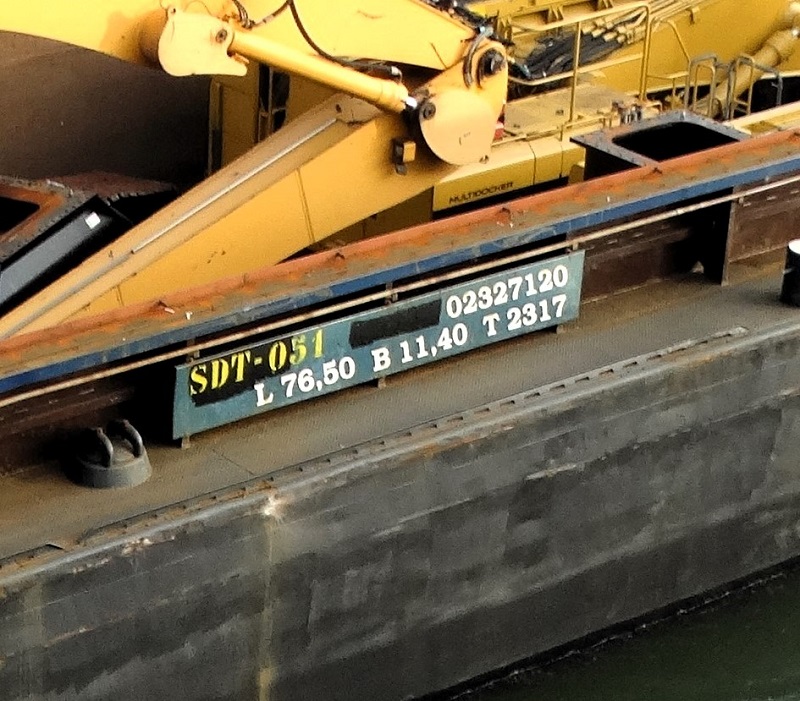 MULTIDOCKER
SDT-051 02327120
L 76,50 B 11,40 T 2317